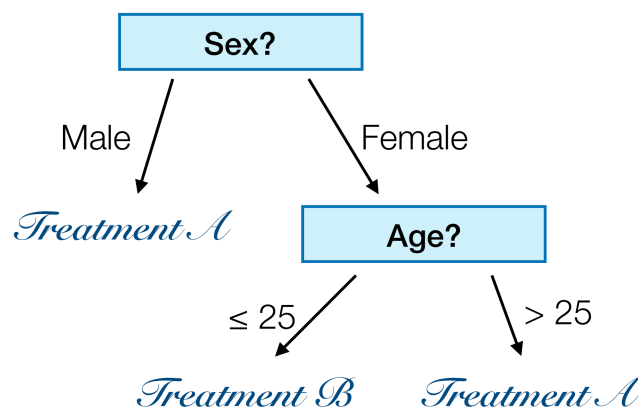 Sex?
Male
Female
Treatment A
Age?
≤ 25
> 25
Treatment B
Treatment A